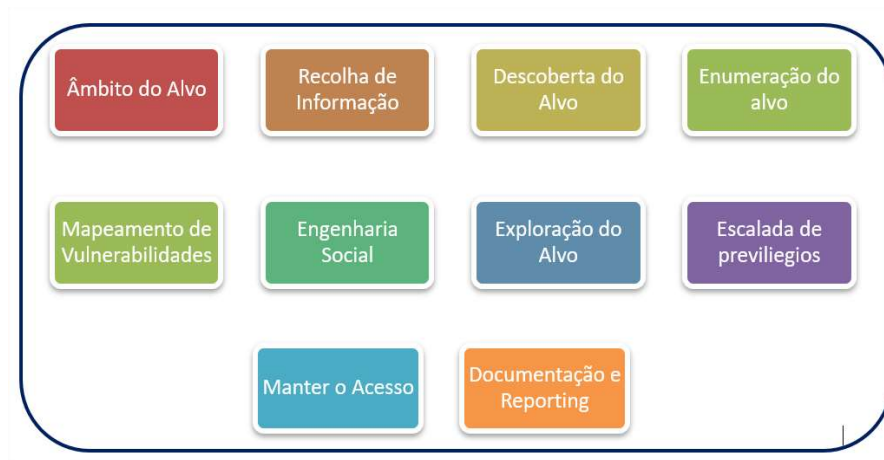 Âmbito do Alvo
Recolha de
Informação
Descoberta do
Alvo
Enumeração do
alvo
Mapeamento de
Vulnerabilidades
Engenharia
Social
Exploração do
Alvo
Escalada de
previliegios
Manter o Acesso
Documentação e
Reporting